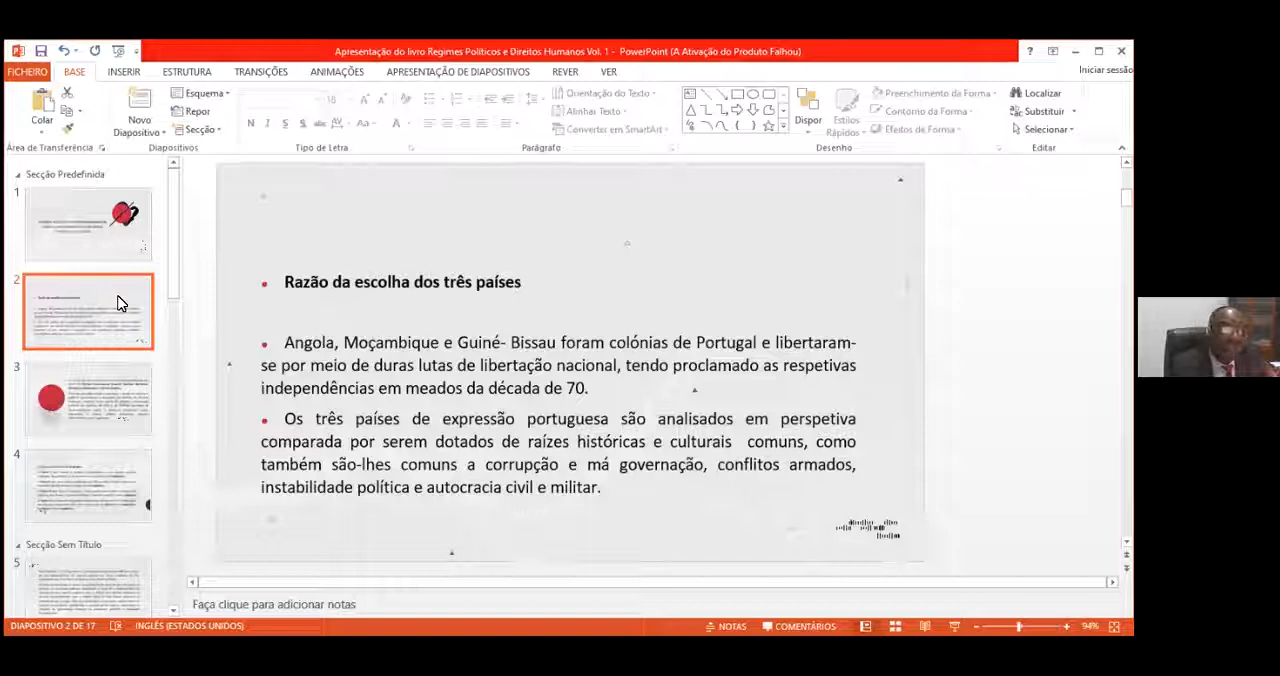 Apresentação do livro Regimes Políticos e Direitos Humanos Vol. 1 - PowerPoint (A Ativação do Produto Falhou)
FICHEIRO BASE INSERIR ESTRUTURA TRANSIÇÕES ANIMAÇÕES APRESENTAÇÃO DE DIAPOSITIVOS REVER VER Iniciar sessão
Colar
Novo
Diapositivo
Esquema
Repor
Secção
18
Orientação do Texto
Alinhar Texto
Converter em SmartArt
Dispor
Estilos
Rápidos
Preenchimento da Forma
Contorno da Forma
Efeitos de Forma
Localizar
Substituir
Selecionar
Área de Transferência Diapositivos Tipo de Letra Parágrafo Desenho Editar
Secção Predefinida
1
2
3
4
Secção Sem Título
5
Razão da escolha dos três países
Angola, Moçambique e Guiné- Bissau foram colónias de Portugal e libertaram-
se por meio de duras lutas de libertação nacional, tendo proclamado as respetivas
independências em meados da década de 70.
Os três países de expressão portuguesa são analisados em perspetiva
comparada por serem dotados de raízes históricas e culturais comuns, como
também são-lhes comuns a corrupção e má governação, conflitos armados,
instabilidade política e autocracia civil e militar.
Faça clique para adicionar notas
DIAPOSITIVO 2 DE 17 INGLÊS (ESTADOS UNIDOS) NOTAS COMENTÁRIOS 94%